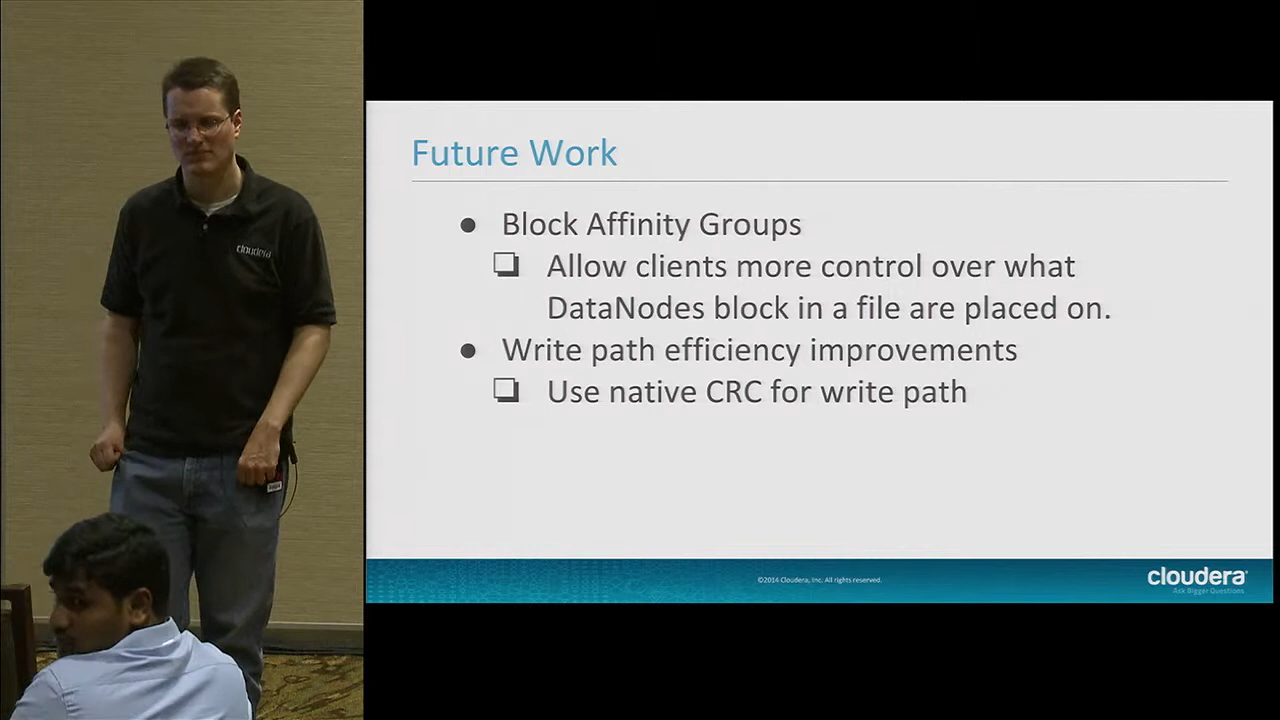 cloudera
Future Work
● Block Affinity Groups
❏ Allow clients more control over what
DataNodes block in a file are placed on.
● Write path efficiency improvements
❏ Use native CRC for write path
©2014 Cloudera, Inc. All rights reserved.
cloudera
Ask Bigger Questions